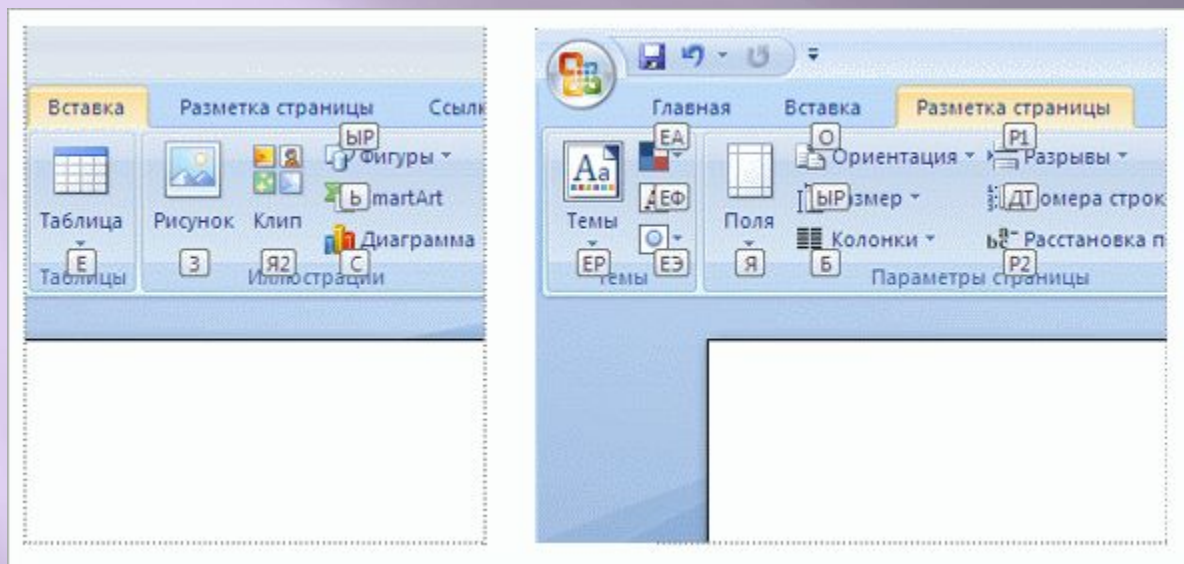 Вставка Разметка страницы Ссылк
ЫР
Фигуры
Ь martArt
Таблица Рисунок Клип
Диаграмма
Е З Я2 С
Таблицы Иллюстрации
Главная Вставка Разметка страницы
ЕА О Р1
Ориентация Разрывы
Аа
ЕФ ЫР змер ДТ омера строк
Темы Поля
Колонки Расстановка п
ЕР ЕЭ Я Б Р2
Темы Параметры страницы